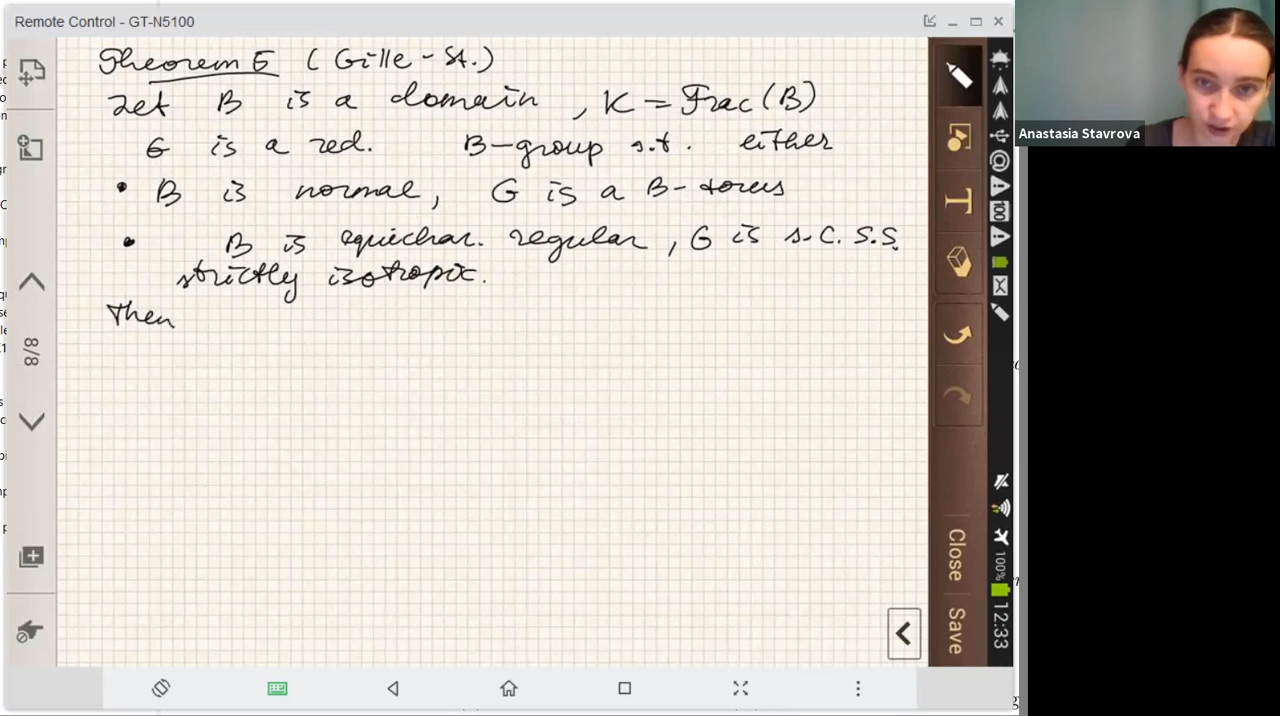 Remote Control - GT-N5100
Theorem 6 (Gille-St.)
Let B is a domain, K = Frac(B)
G is a red. B-group s.t. either
• B is normal, G is a B-torus
• B is equichar. regular, G is s.c. s.s.
strictly isotropic.
Then
8/8
Close
Save
100%
12:33
Anastasia Stavrova